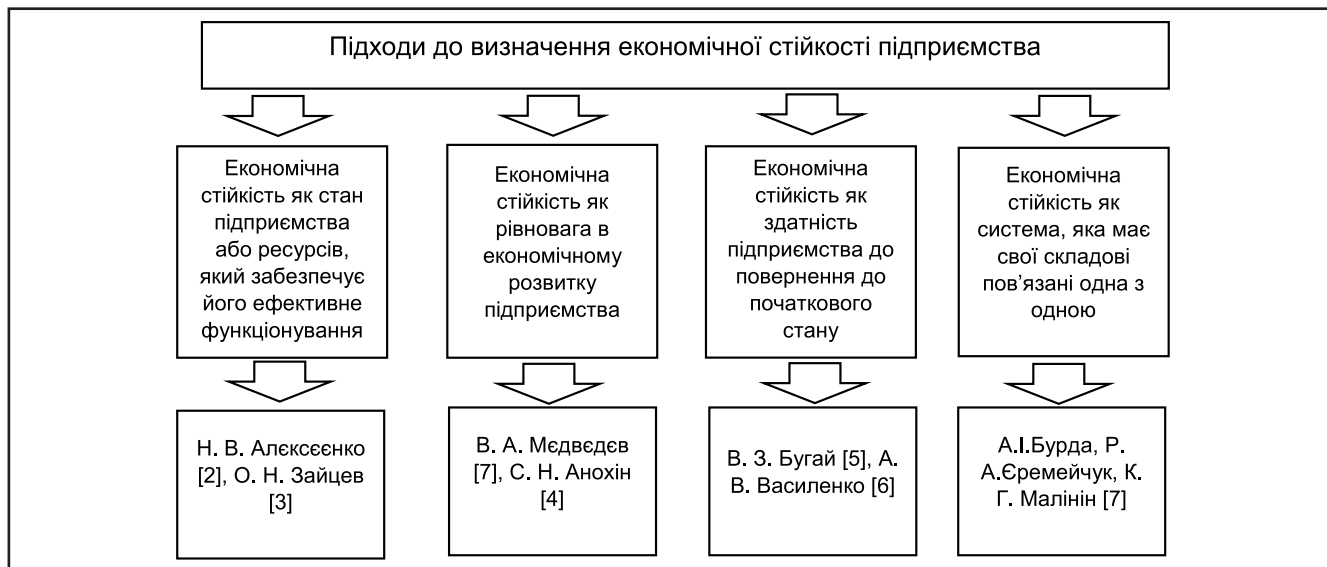 Підходи до визначення економічної стійкості підприємства
Економічна
стійкість як стан
підприємства
або ресурсів,
який забезпечує
його ефективне
функціонування
Економічна
стійкість як
рівновага в
економічному
розвитку
підприємства
Економічна
стійкість як
здатність
підприємства до
повернення до
початкового
стану
Економічна
стійкість як
система, яка має
свої складові
пов’язані одна з
одною
Н. В. Алєксєєнко
[2], О. Н. Зайцев
[3]
В. А. Мєдвєдєв
[7], С. Н. Анохін
[4]
В. З. Бугай [5], А.
В. Василенко [6]
А.І.Бурда, Р.
А.Єремейчук, К.
Г. Малінін [7]